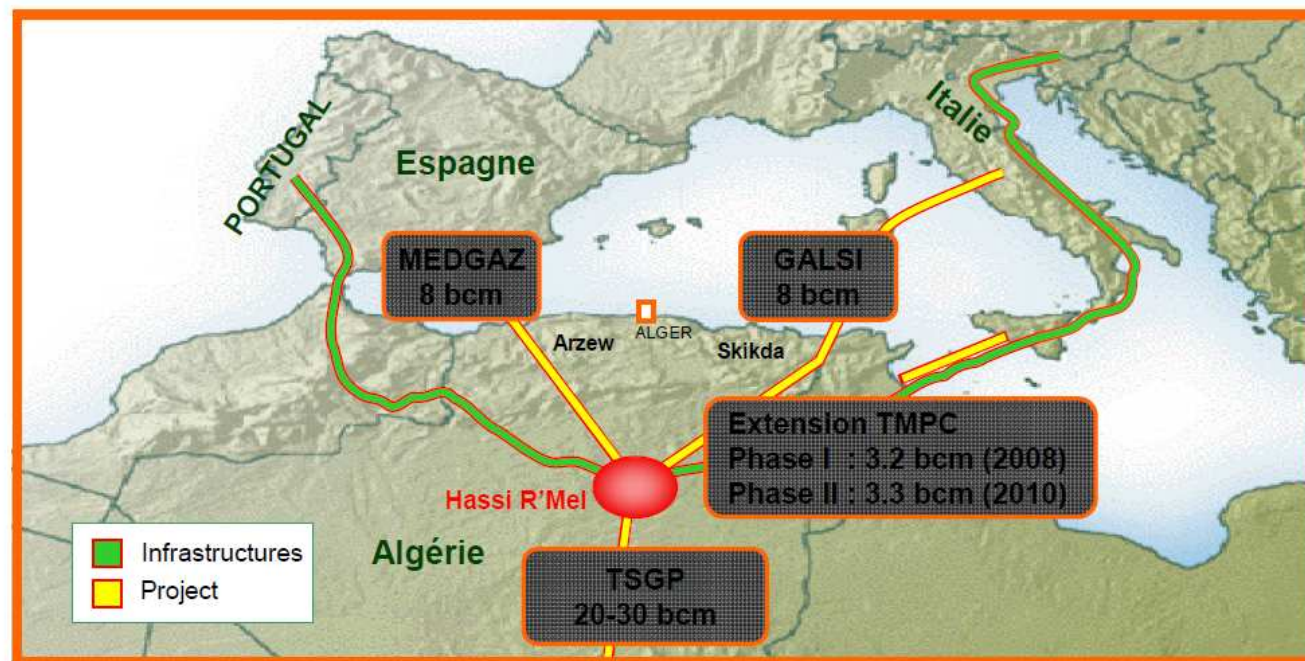 PORTUGAL
Espagne
Italie
MEDGAZ
8 bcm
GALSI
8 bcm
Arzew
ALGER
Skikda
Extension TMPC
Phase I : 3.2 bcm (2008)
Phase II : 3.3 bcm (2010)
Hassi R'Mel
Algérie
TSGP
20-30 bcm
Infrastructures
Project